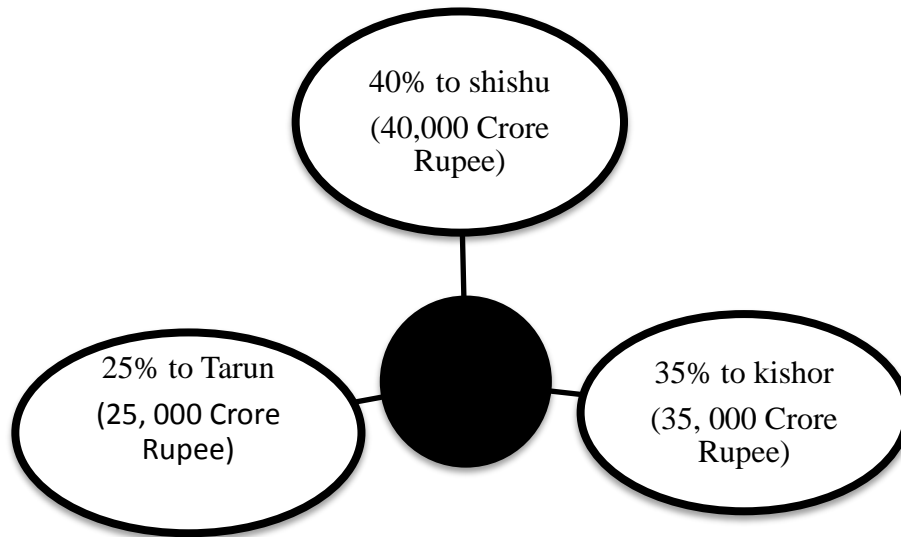 40% to shishu
(40,000 Crore
Rupee)
25% to Tarun
(25, 000 Crore
Rupee)
35% to kishor
(35, 000 Crore
Rupee)